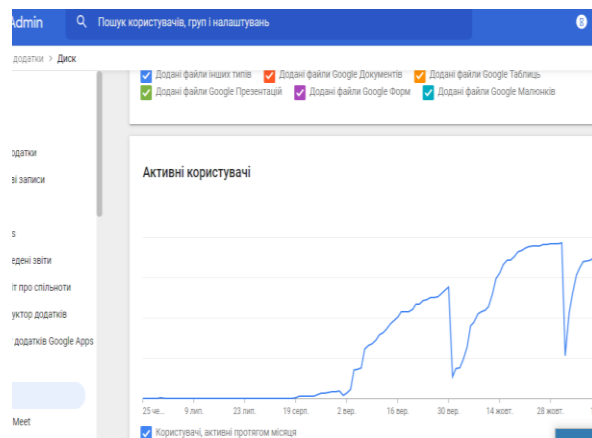 Admin Пошук користувачів, груп і налаштувань
додатки > Диск
Додані файли інших типів Додані файли Google Документів Додані файли Google Таблиць
Додані файли Google Презентацій Додані файли Google Форм Додані файли Google Малюнків
Активні користувачі
одатки
ві записи
s
едені звіти
іт про спільноти
уктор додатків
додатків Google Apps
Meet
25 че... 9 лип. 23 лип. 19 серп. 2 вер. 16 вер. 30 вер. 14 жовт. 28 жовт.
Користувачі, активні протягом місяця